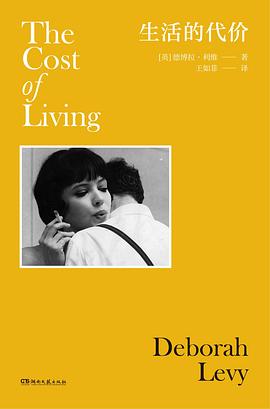 The
Cost
of
Living
生活的代价
[英] 德博拉·利维 —— 著
王如菲 —— 译
Deborah
Levy
湖南文艺出版社